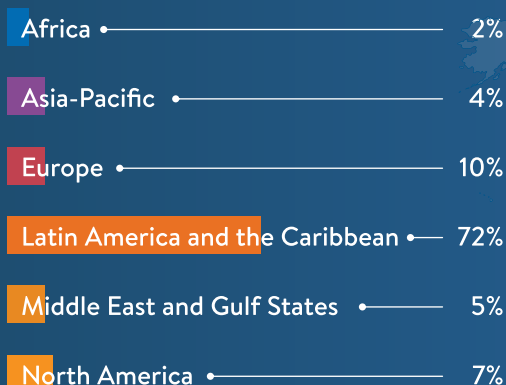 Africa 2%
Asia-Pacific 4%
Europe 10%
Latin America and the Caribbean 72%
Middle East and Gulf States 5%
North America 7%